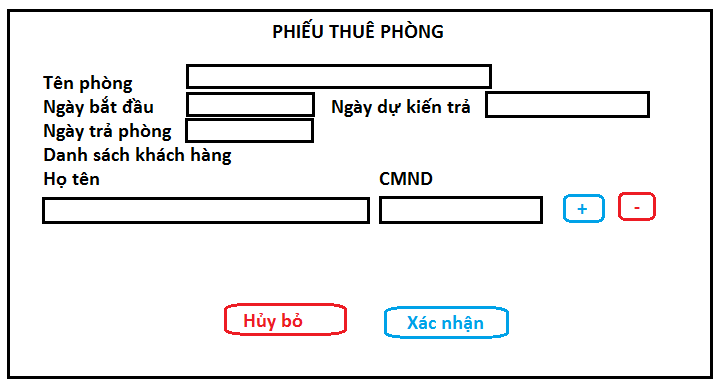 PHIẾU THUÊ PHÒNG
Tên phòng
Ngày bắt đầu Ngày dự kiến trả
Ngày trả phòng
Danh sách khách hàng
Họ tên CMND
+ -
Hủy bỏ Xác nhận